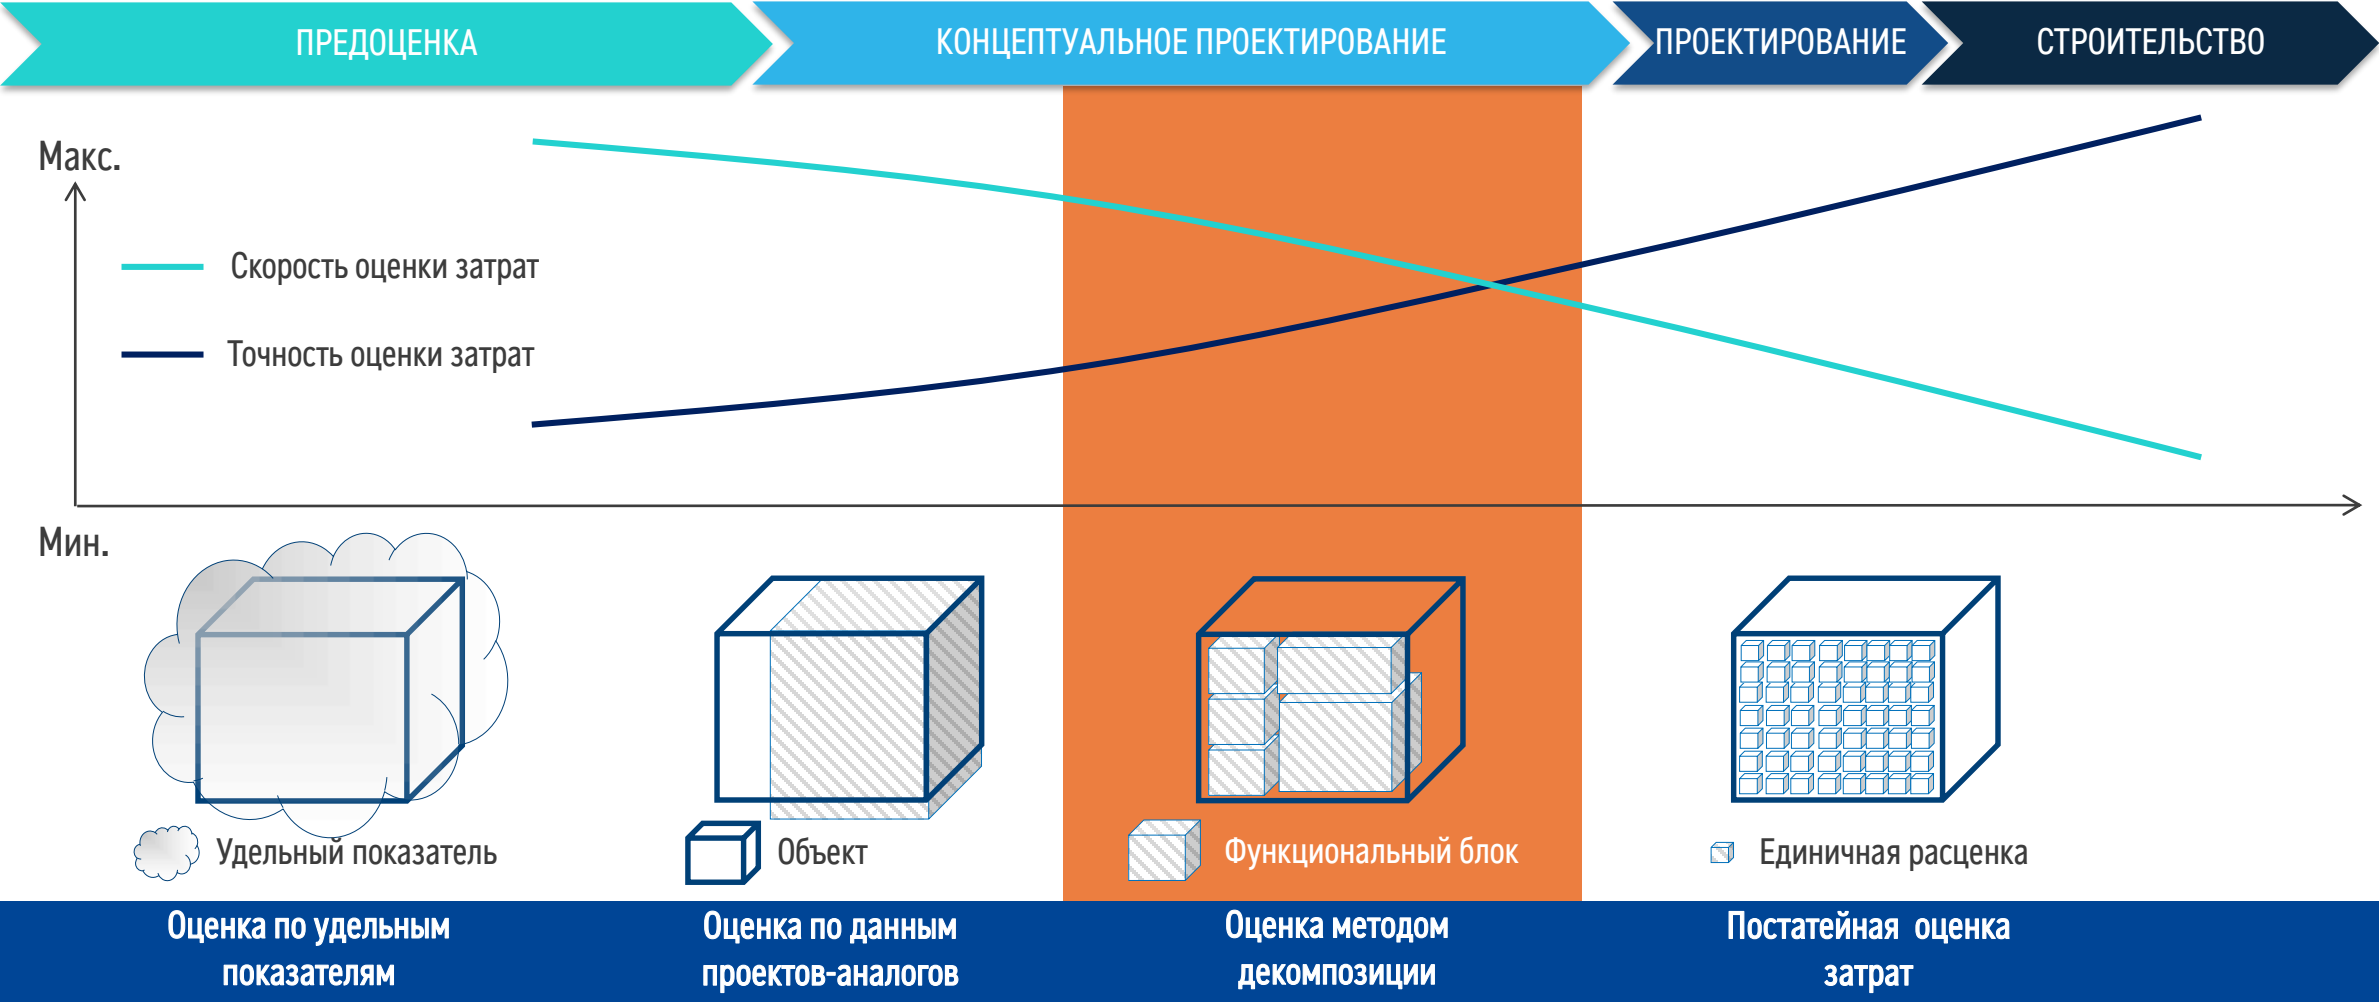 ПРЕДОЦЕНКА
КОНЦЕПТУАЛЬНОЕ ПРОЕКТИРОВАНИЕ
ПРОЕКТИРОВАНИЕ
СТРОИТЕЛЬСТВО
Макс.
Скорость оценки затрат
Точность оценки затрат
Мин.
Удельный показатель
Объект
Функциональный блок
Единичная расценка
Оценка по удельным
показателям
Оценка по данным
проектов-аналогов
Оценка методом
декомпозиции
Постатейная оценка
затрат